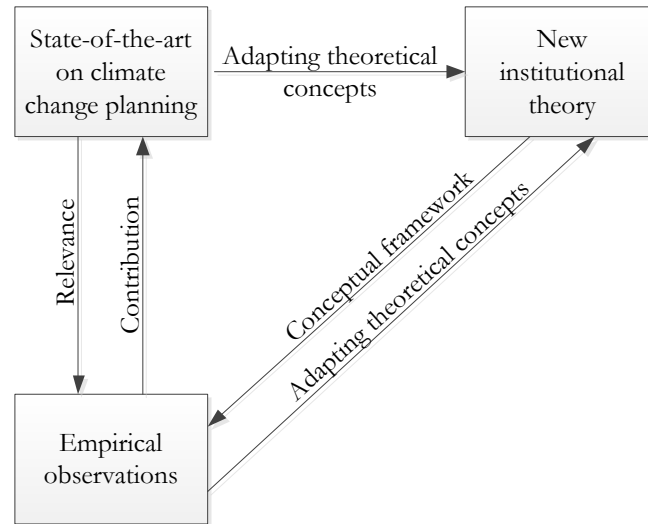 State-of-the-art
on climate
change planning
Adapting theoretical
concepts
New
institutional
theory
Relevance
Contribution
Conceptual framework
Adapting theoretical concepts
Empirical
observations